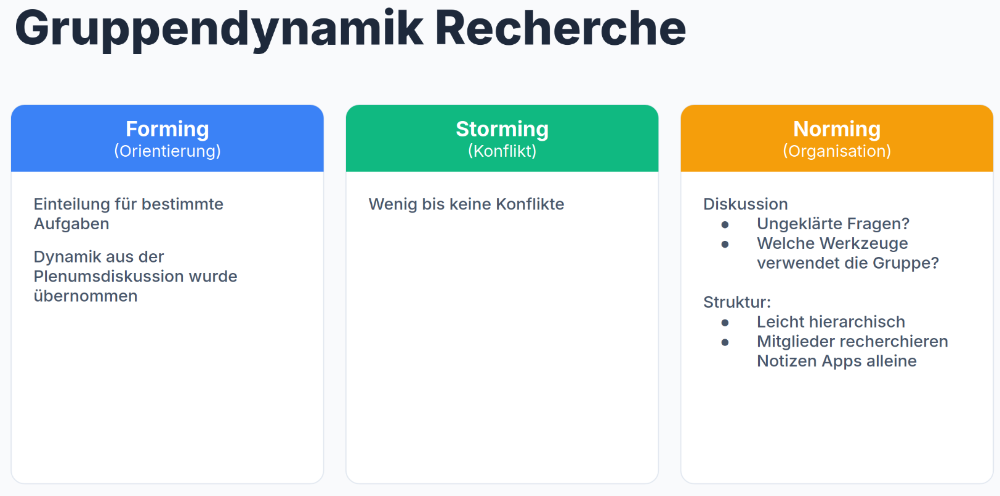 Gruppendynamik Recherche
Forming
(Orientierung)
Einteilung für bestimmte
Aufgaben
Dynamik aus der
Plenumsdiskussion wurde
übernommen
Storming
(Konflikt)
Wenig bis keine Konflikte
Norming
(Organisation)
Diskussion
● Ungeklärte Fragen?
● Welche Werkzeuge
verwendet die Gruppe?
Struktur:
● Leicht hierarchisch
● Mitglieder recherchieren
Notizen Apps alleine